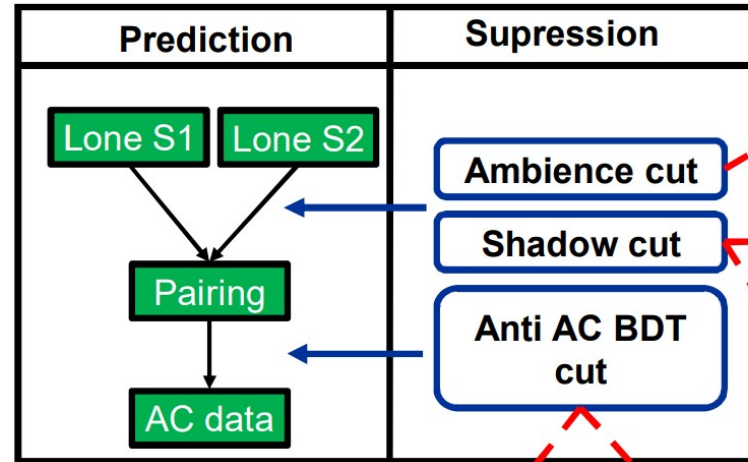 Prediction
Supression
Lone S1
Lone S2
Ambience cut
Shadow cut
Pairing
Anti AC BDT
cut
AC data